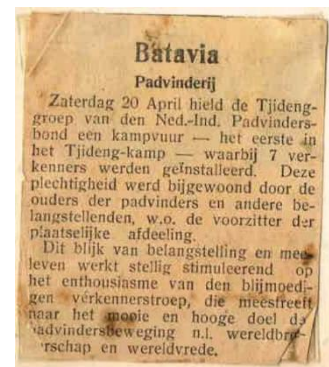 Batavia
Padvinderij
Zaterdag 20 April hield de Tjideng-
groep van den Ned.-Ind. Padvinders-
bond een kampvuur — het eerste in
het Tjideng-kamp — waarbij 7 ver-
kenners werden geïnstalleerd. Deze
plechtigheid werd bijgewoond door de
ouders der padvinders en andere be-
langstellenden, w.o. de voorzitter der
plaatselijke afdeeling.
Dit blijk van belangstelling en mee-
leven werkt stellig stimuleerend op
het enthousiasme van den blijmoedi-
gen verkennerstroep, die meestreeft
naar het mooie en hooge doel de
padvindersbeweging n.l. wereldbroe
erschap en wereldvrede.